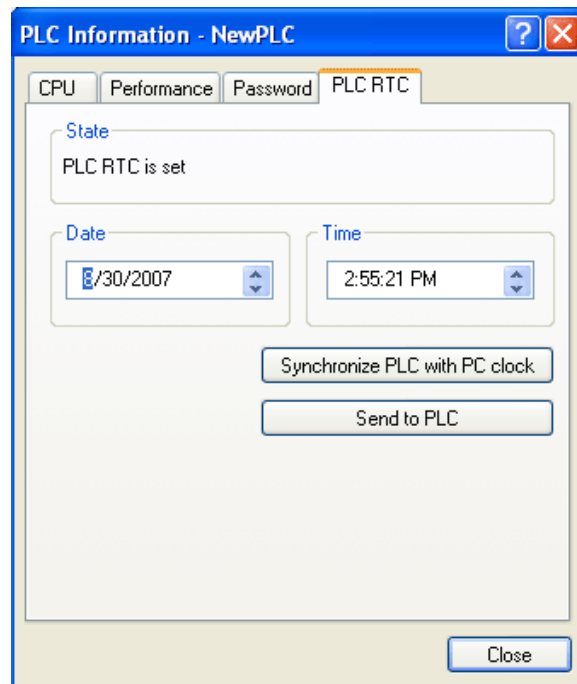 PLC Information - NewPLC
CPU Performance Password PLC RTC
State
PLC RTC is set
Date Time
8/30/2007 2:55:21 PM
Synchronize PLC with PC clock
Send to PLC
Close